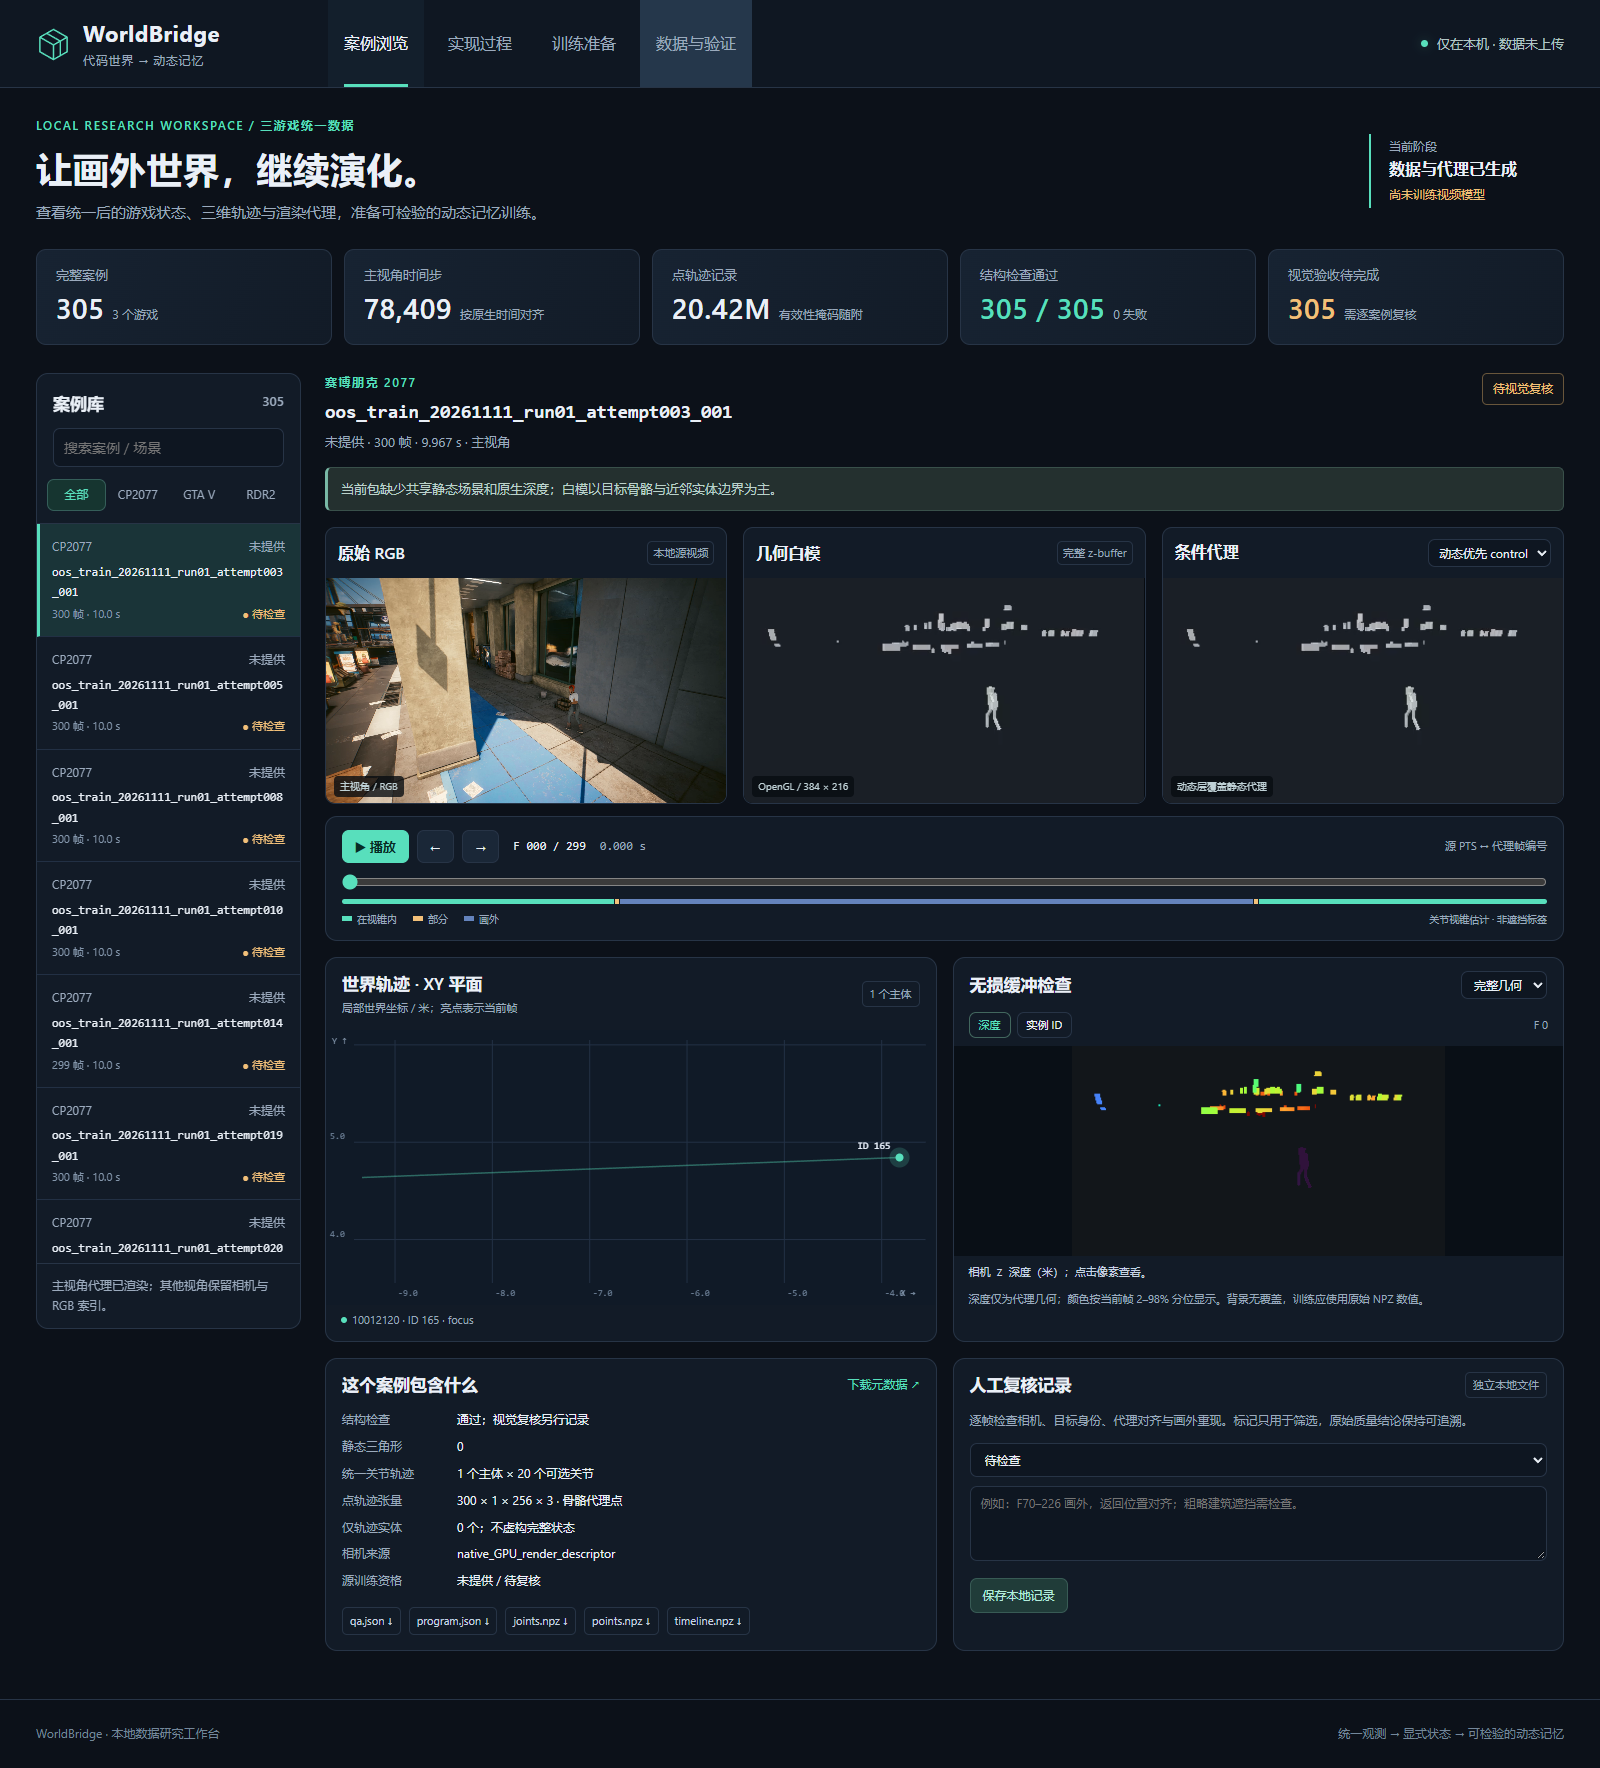 WorldBridge
代码世界 → 动态记忆
案例浏览
实现过程
训练准备
数据与验证
仅在本机 · 数据未上传
LOCAL RESEARCH WORKSPACE / 三游戏统一数据
让画外世界，继续演化。
查看统一后的游戏状态、三维轨迹与渲染代理，准备可检验的动态记忆训练。
当前阶段
数据与代理已生成
尚未训练视频模型
完整案例
305 3 个游戏
主视角时间步
78,409 按原生时间对齐
点轨迹记录
20.42M 有效性掩码随附
结构检查通过
305 / 305 0 失败
视觉验收待完成
305 需逐案例复核
案例库
305
搜索案例 / 场景
全部
CP2077
GTA V
RDR2
CP2077 未提供
oos_train_20261111_run01_attempt003
_001
300 帧 · 10.0 s 待检查
CP2077 未提供
oos_train_20261111_run01_attempt005
_001
300 帧 · 10.0 s 待检查
CP2077 未提供
oos_train_20261111_run01_attempt008
_001
300 帧 · 10.0 s 待检查
CP2077 未提供
oos_train_20261111_run01_attempt010
_001
300 帧 · 10.0 s 待检查
CP2077 未提供
oos_train_20261111_run01_attempt014
_001
299 帧 · 10.0 s 待检查
CP2077 未提供
oos_train_20261111_run01_attempt019
_001
300 帧 · 10.0 s 待检查
CP2077 未提供
oos_train_20261111_run01_attempt020
主视角代理已渲染；其他视角保留相机与
RGB 索引。
赛博朋克 2077
oos_train_20261111_run01_attempt003_001
未提供 · 300 帧 · 9.967 s · 主视角
待视觉复核
当前包缺少共享静态场景和原生深度；白模以目标骨骼与近邻实体边界为主。
原始 RGB
本地源视频
主视角 / RGB
几何白模
完整 z-buffer
OpenGL / 384 × 216
条件代理
动态优先 control
动态层覆盖静态代理
▶ 播放
←
→
F 000 / 299 0.000 s
源 PTS ↔ 代理帧编号
在视锥内
部分
画外
关节视锥估计 · 非遮挡标签
世界轨迹 · XY 平面
局部世界坐标 / 米；亮点表示当前帧
1 个主体
Y ↑
5.0
4.0
ID 165
-9.0
-8.0
-7.0
-6.0
-5.0
-4.0
X →
10012120 · ID 165 · focus
无损缓冲检查
完整几何
深度
实例 ID
F 0
相机 Z 深度（米）；点击像素查看。
深度仅为代理几何；颜色按当前帧 2–98% 分位显示。背景无覆盖，训练应使用原始 NPZ 数值。
这个案例包含什么
下载元数据 ↗
结构检查 通过；视觉复核另行记录
静态三角形 0
统一关节轨迹 1 个主体 × 20 个可选关节
点轨迹张量 300 × 1 × 256 × 3 · 骨骼代理点
仅轨迹实体 0 个；不虚构完整状态
相机来源 native_GPU_render_descriptor
源训练资格 未提供 / 待复核
qa.json ↓
program.json ↓
joints.npz ↓
points.npz ↓
timeline.npz ↓
人工复核记录
独立本地文件
逐帧检查相机、目标身份、代理对齐与画外重现。标记只用于筛选，原始质量结论保持可追溯。
待检查
例如：F70–226 画外，返回位置对齐；粗略建筑遮挡需检查。
保存本地记录
WorldBridge · 本地数据研究工作台
统一观测 → 显式状态 → 可检验的动态记忆